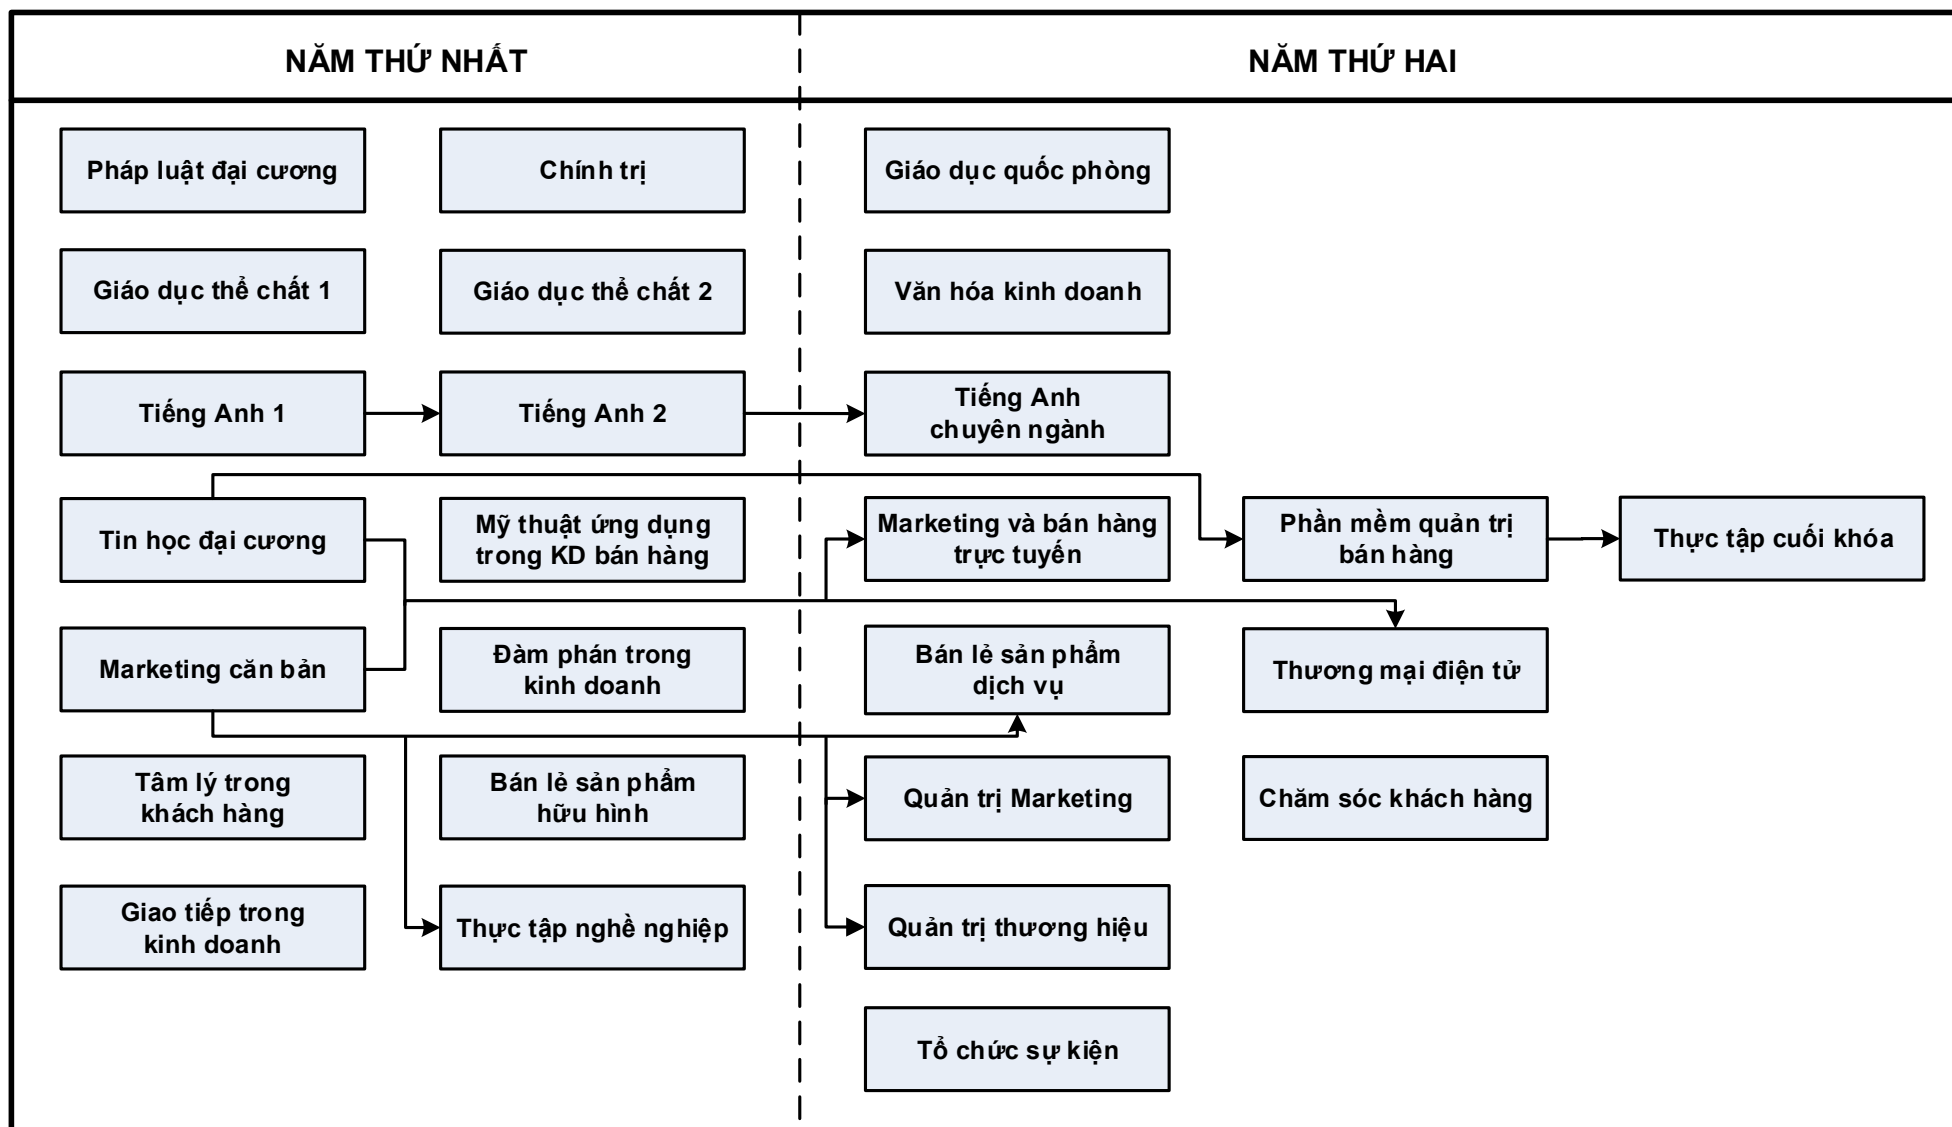 NĂM THỨ NHẤT
NĂM THỨ HAI
Pháp luật đại cương
Chính trị
Giáo dục quốc phòng
Giáo dục thể chất 1
Giáo dục thể chất 2
Văn hóa kinh doanh
Tiếng Anh 1
Tiếng Anh 2
Tiếng Anh
chuyên ngành
Tin học đại cương
Mỹ thuật ứng dụng
trong KD bán hàng
Marketing và bán hàng
trực tuyến
Phần mềm quản trị
bán hàng
Thực tập cuối khóa
Marketing căn bản
Đàm phán trong
kinh doanh
Bán lẻ sản phẩm
dịch vụ
Thương mại điện tử
Tâm lý trong
khách hàng
Bán lẻ sản phẩm
hữu hình
Quản trị Marketing
Chăm sóc khách hàng
Giao tiếp trong
kinh doanh
Thực tập nghề nghiệp
Quản trị thương hiệu
Tổ chức sự kiện